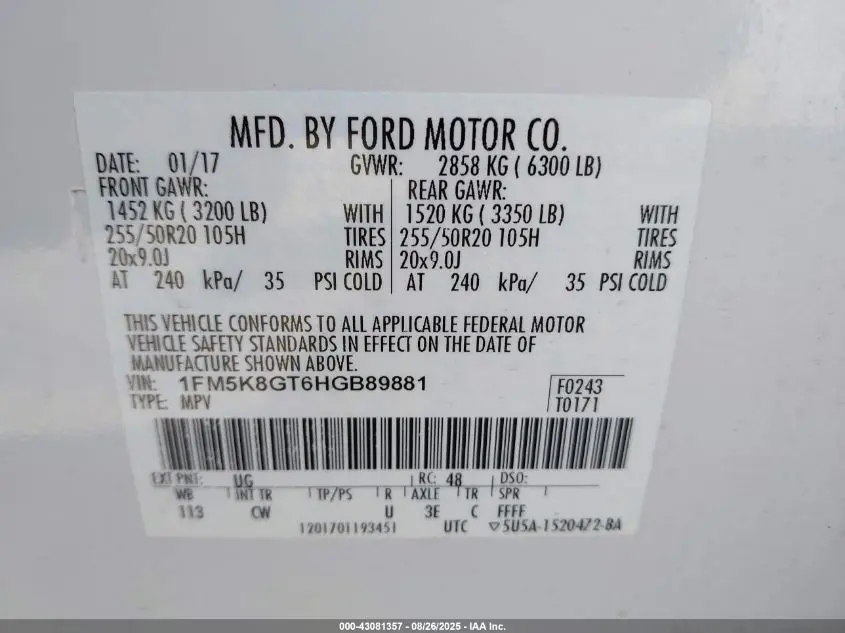 MFD. BY FORD MOTOR CO.
DATE: 01/17 GVWR: 2858 KG ( 6300 LB)
FRONT GAWR: REAR GAWR:
1452 KG ( 3200 LB) WITH 1520 KG ( 3350 LB) WITH
255/50R20 105H TIRES 255/50R20 105H TIRES
20x9.0J RIMS 20x9.0J RIMS
AT 240 kPa/ 35 PSI COLD AT 240 kPa/ 35 PSI COLD
THIS VEHICLE CONFORMS TO ALL APPLICABLE FEDERAL MOTOR
VEHICLE SAFETY STANDARDS IN EFFECT ON THE DATE OF
MANUFACTURE SHOWN ABOVE.
VIN: 1FM5K8GT6HGB89881 F0243
TYPE: MPV T0171
EXT PNT: UG RC: 48 DSO:
WB INT TR TP/PS R AXLE TR SPR
113 CW U 3E C FFFF
1201701193451 UTC ▽5U5A-1520472-BA
000-43081357 - 08/26/2025 - IAA Inc.